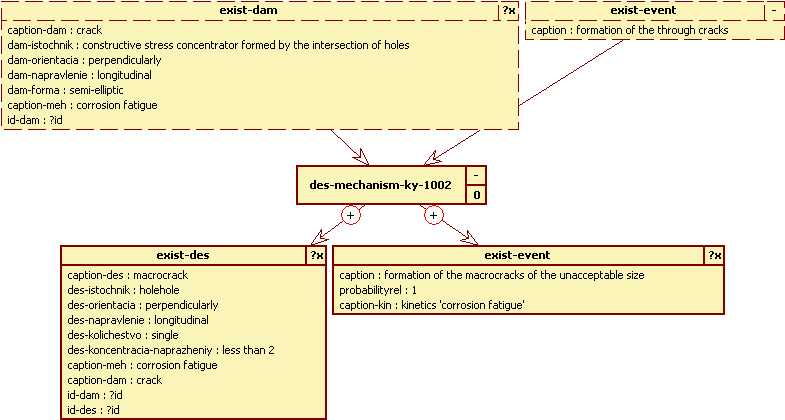 exist-dam ?x
caption-dam : crack
dam-istochnik : constructive stress concentrator formed by the intersection of holes
dam-orientacia : perpendicularly
dam-napravlenie : longitudinal
dam-forma : semi-elliptic
caption-meh : corrosion fatigue
id-dam : ?id
exist-event -
caption : formation of the through cracks
des-mechanism-ky-1002
-
0
+
+
exist-des ?x
caption-des : macrocrack
des-istochnik : holehole
des-orientacia : perpendicularly
des-napravlenie : longitudinal
des-kolichestvo : single
des-koncentracia-naprazheniy : less than 2
caption-meh : corrosion fatigue
caption-dam : crack
id-dam : ?id
id-des : ?id
exist-event ?x
caption : formation of the macrocracks of the unacceptable size
probabilityrel : 1
caption-kin : kinetics 'corrosion fatigue'